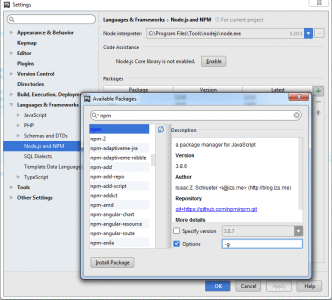 Settings
Appearance & Behavior
Keymap
Editor
Plugins
Version Control
Directories
Build, Execution, Deployment
Languages & Frameworks
JavaScript
PHP
Schemas and DTDs
Node.js and NPM
SQL Dialects
Template Data Languages
TypeScript
Tools
Other Settings
Languages & Frameworks › Node.js and NPM For current project
Node interpreter: C:\Program Files\Tools\nodejs\node.exe
Code Assistance
Node.js Core library is not enabled. Enable
Packages
Package Version Latest
Available Packages
npm
npm
npm-2
npm-adaptivejs-jre
npm-adaptivejs-nibble
npm-add
npm-add-repo
npm-add-script
npm-addict
npm-amd
npm-angular-chart
npm-angular-resource
npm-angular-route
npm-anila
Description
a package manager for JavaScript
Version
3.8.6
Author
Isaac Z. Schlueter <i@izs.me> (http://blog.izs.me)
Repository
git+https://github.com/npm/npm.git
More details
Specify version 3.8.7
Options -g
Install Package
OK Cancel Apply Help